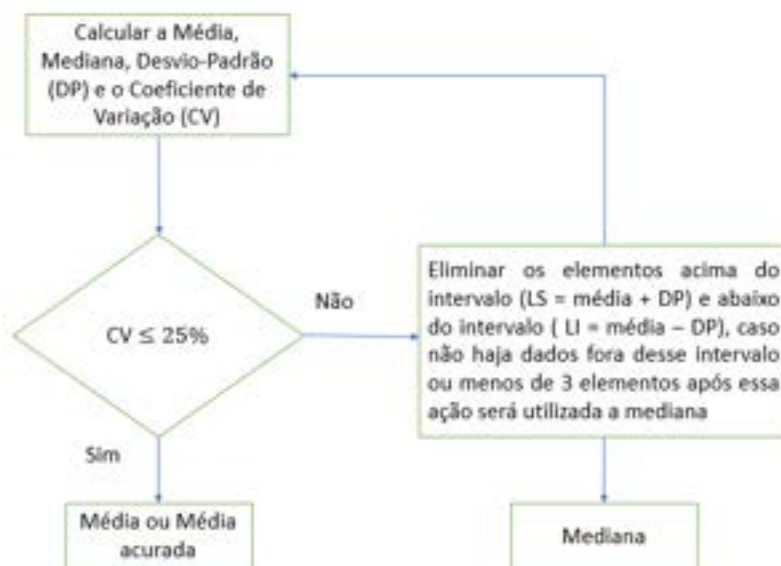 Calcular a Média,
Mediana, Desvio-Padrão
(DP) e o Coeficiente de
Variação (CV)
CV ≤ 25%
Não
Eliminar os elementos acima do
intervalo (LS = média + DP) e abaixo
do intervalo ( LI = média – DP), caso
não haja dados fora desse intervalo
ou menos de 3 elementos após essa
ação será utilizada a mediana
Sim
Média ou Média
acurada
Mediana